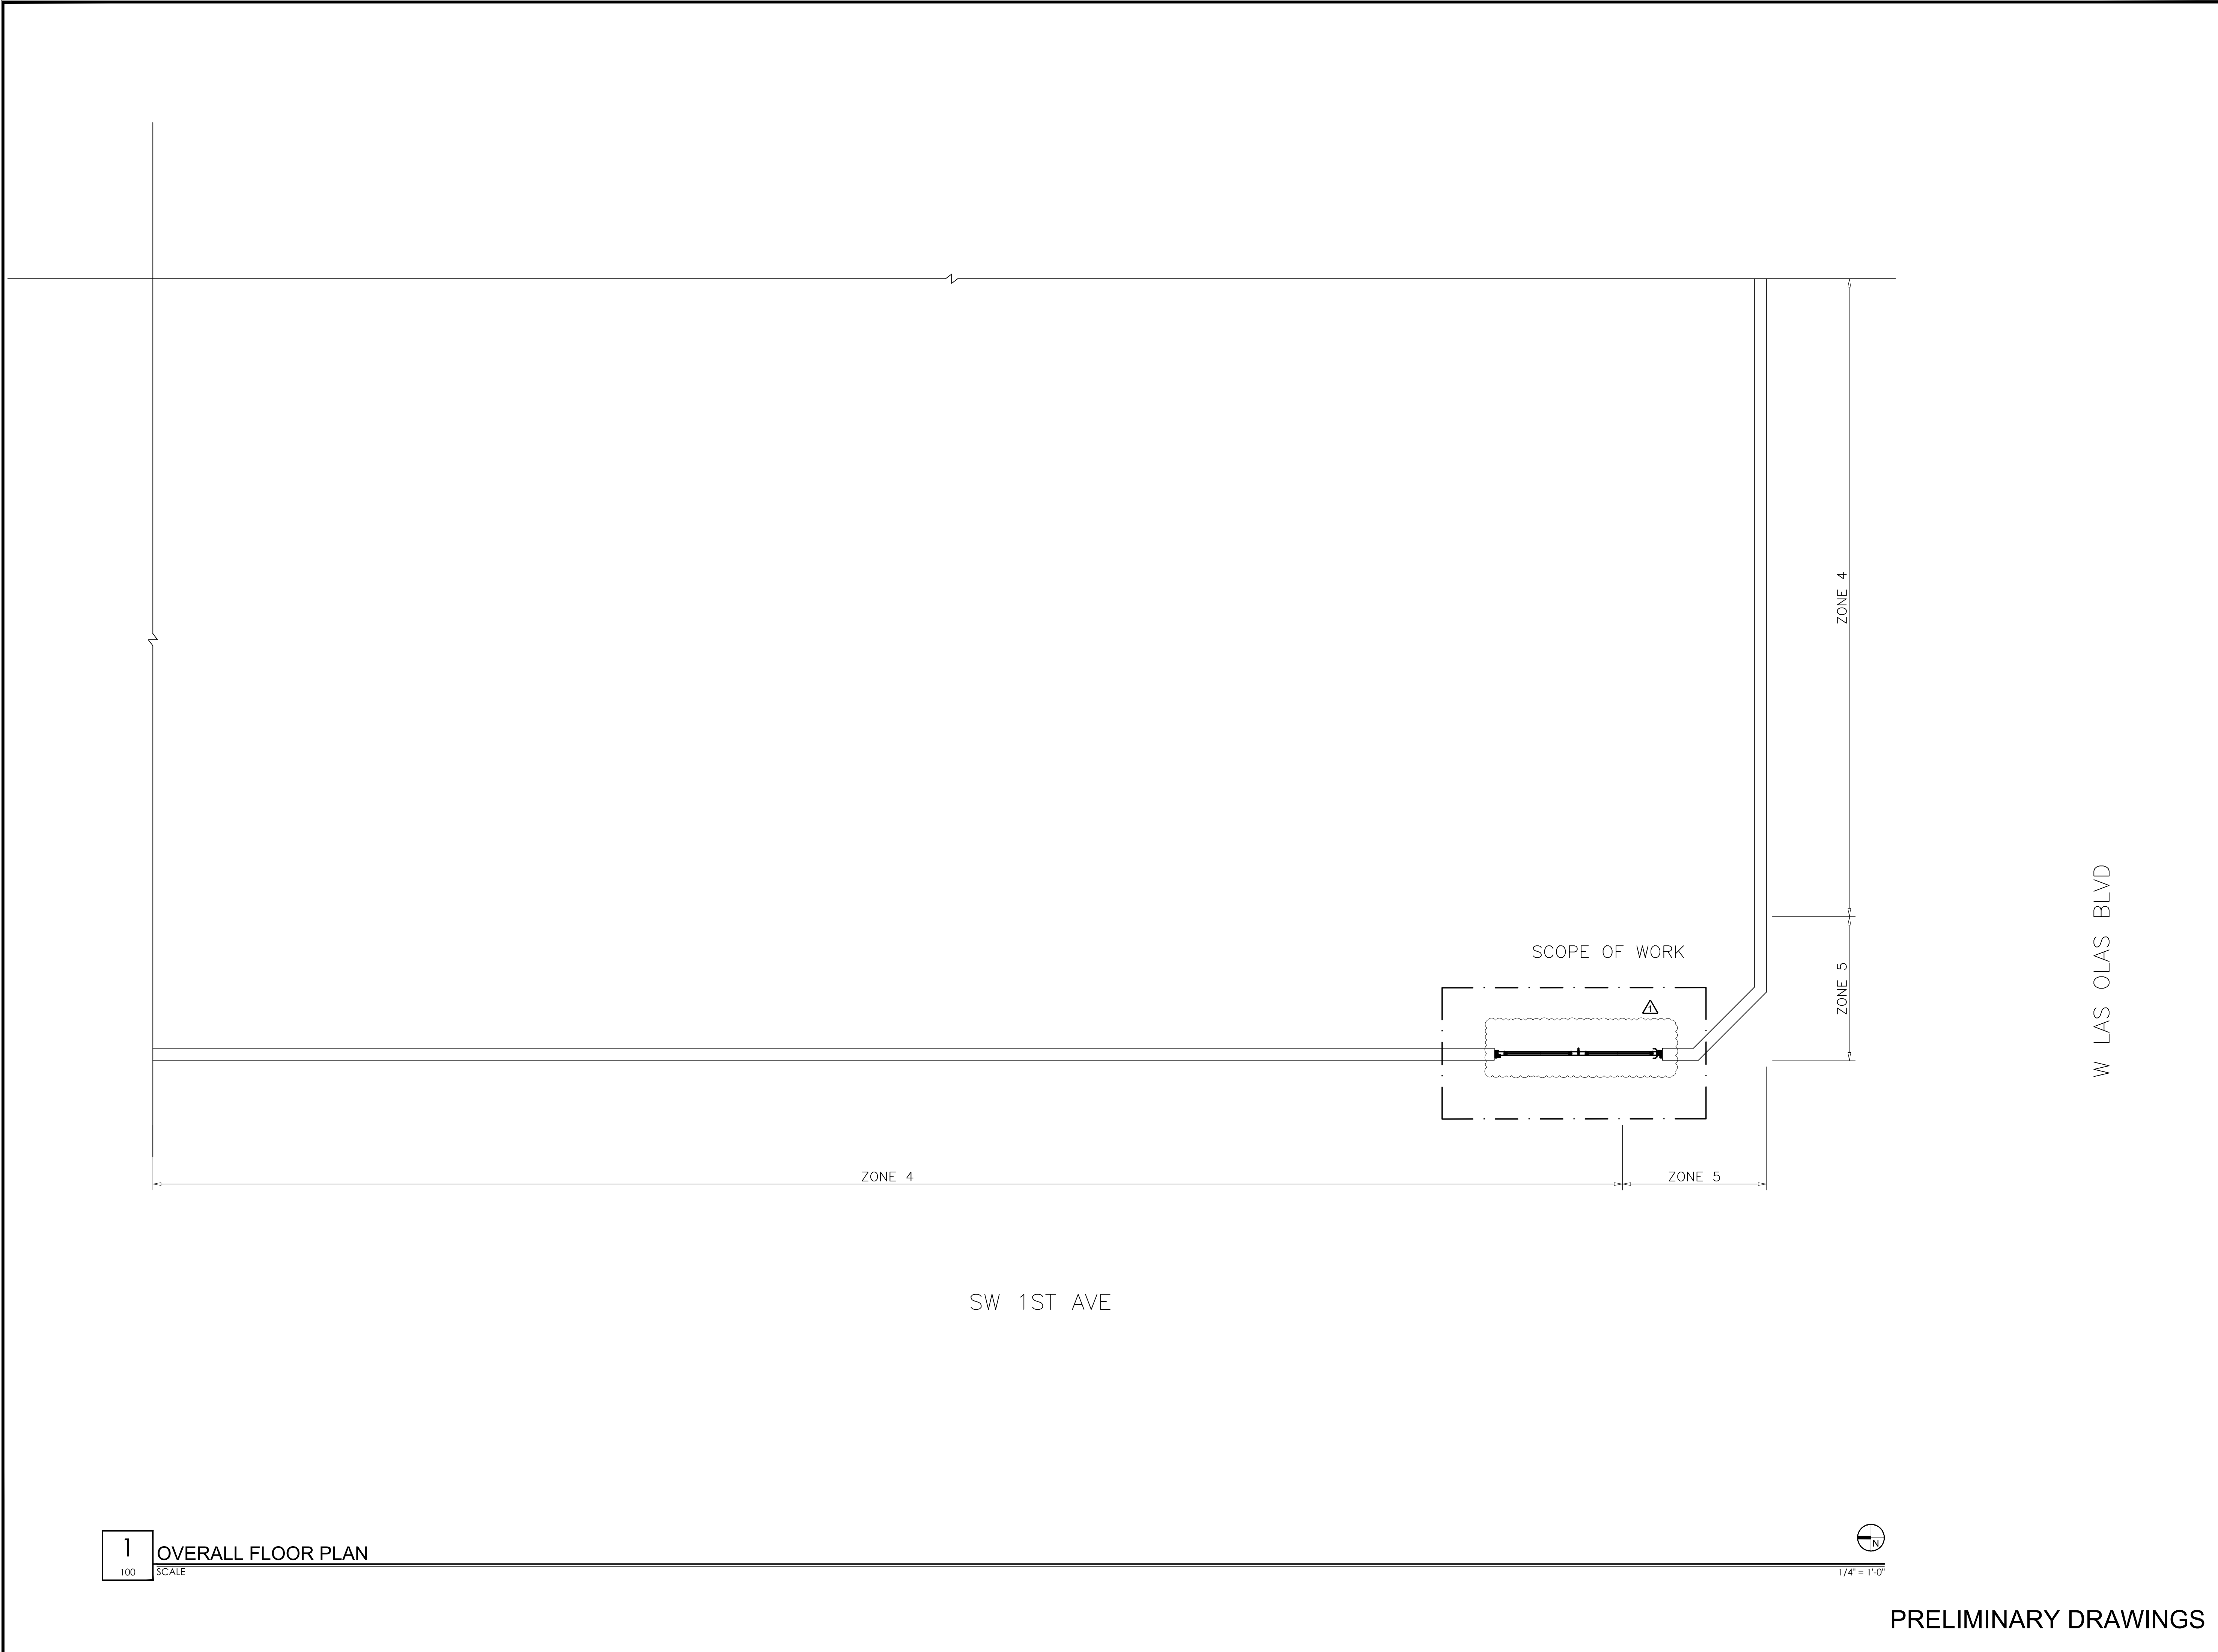 ZONE 4
W LAS OLAS BLVD
SCOPE OF WORK
ZONE 5
1
ZONE 4
ZONE 5
SW 1ST AVE
1
OVERALL FLOOR PLAN
N
100
SCALE
1/4" = 1'-0"
PRELIMINARY DRAWINGS